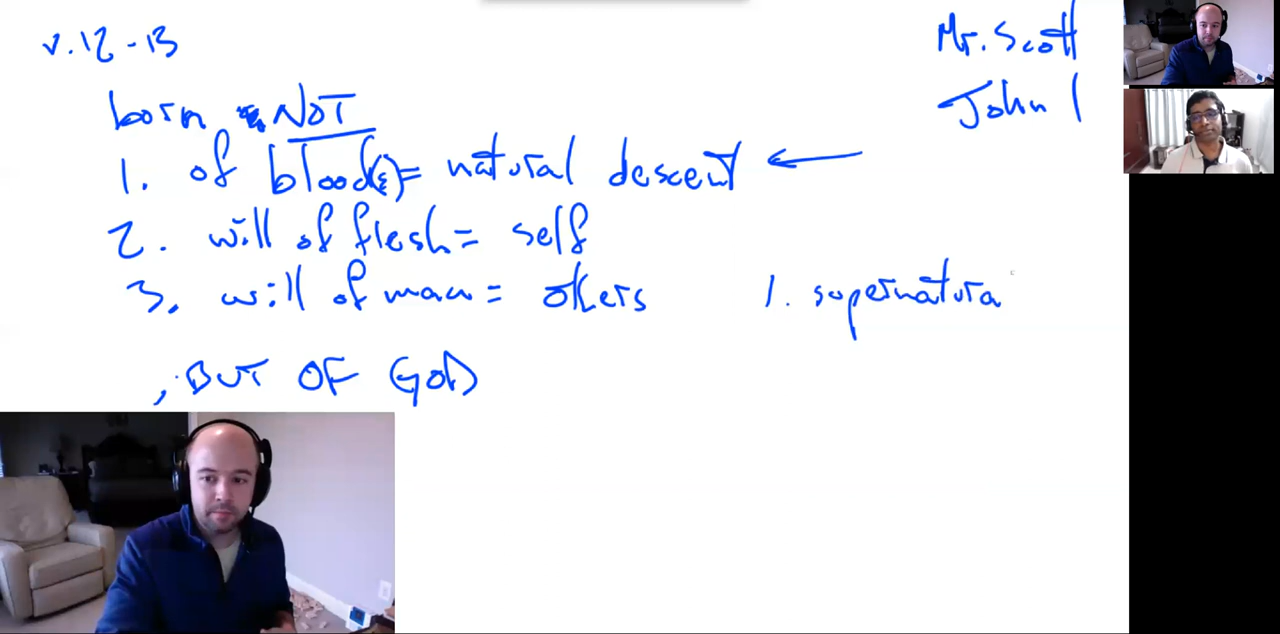 v.12-13
Mr. Scott
John 1
born NOT
1. of blood(s)= natural descent ←
2. will of flesh = self
3. will of man = others
1. supernatura
, BUT OF GOD